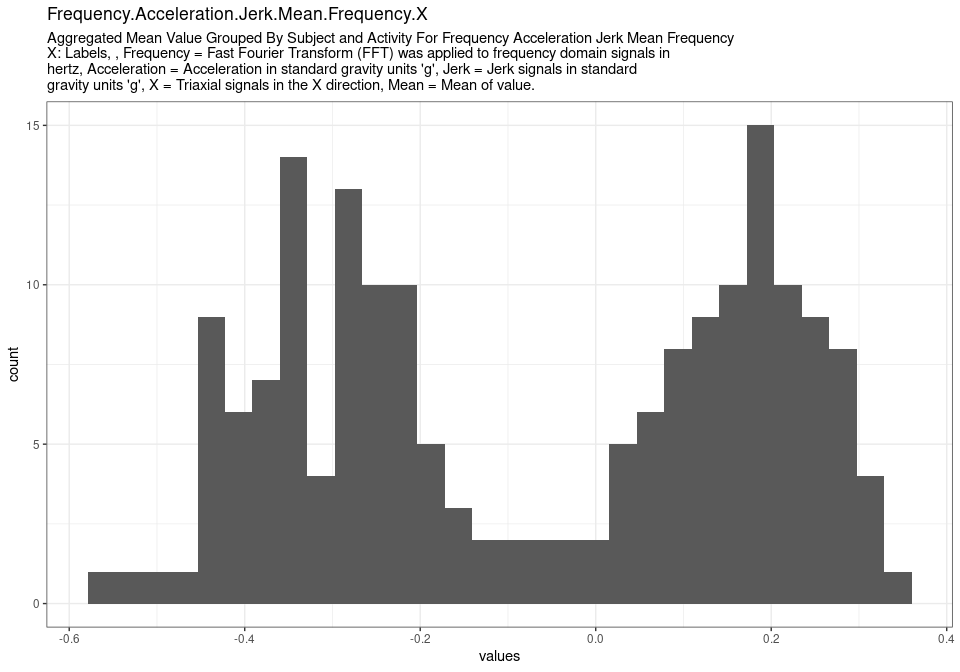 Frequency.Acceleration.Jerk.Mean.Frequency.X
Aggregated Mean Value Grouped By Subject and Activity For Frequency Acceleration Jerk Mean Frequency
X: Labels, , Frequency = Fast Fourier Transform (FFT) was applied to frequency domain signals in
hertz, Acceleration = Acceleration in standard gravity units 'g', Jerk = Jerk signals in standard
gravity units 'g', X = Triaxial signals in the X direction, Mean = Mean of value.
15
10
5
0
count
-0.6 -0.4 -0.2 0.0 0.2 0.4
values